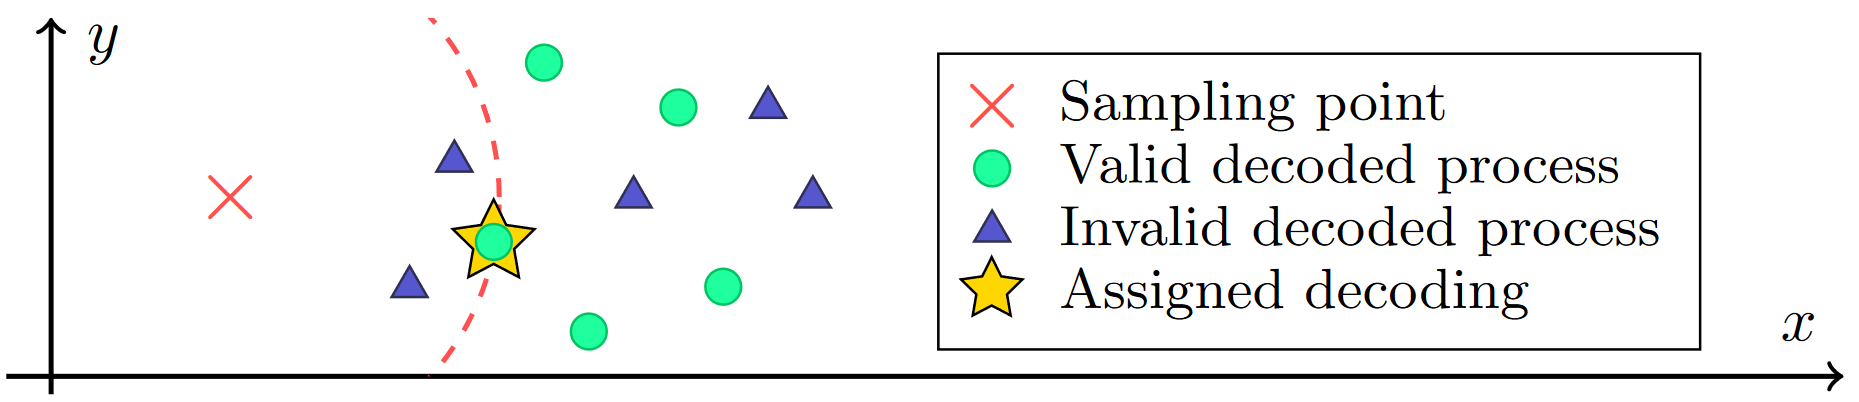 y
Sampling point
Valid decoded process
Invalid decoded process
Assigned decoding
x